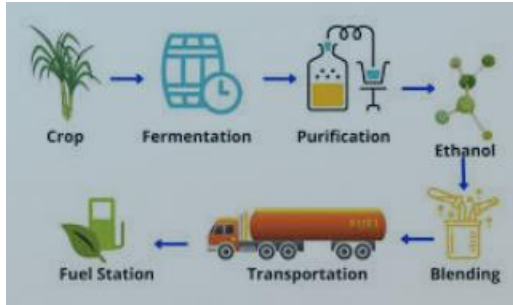 Crop
Fermentation
Purification
Ethanol
FUEL
Fuel Station
Transportation
Blending